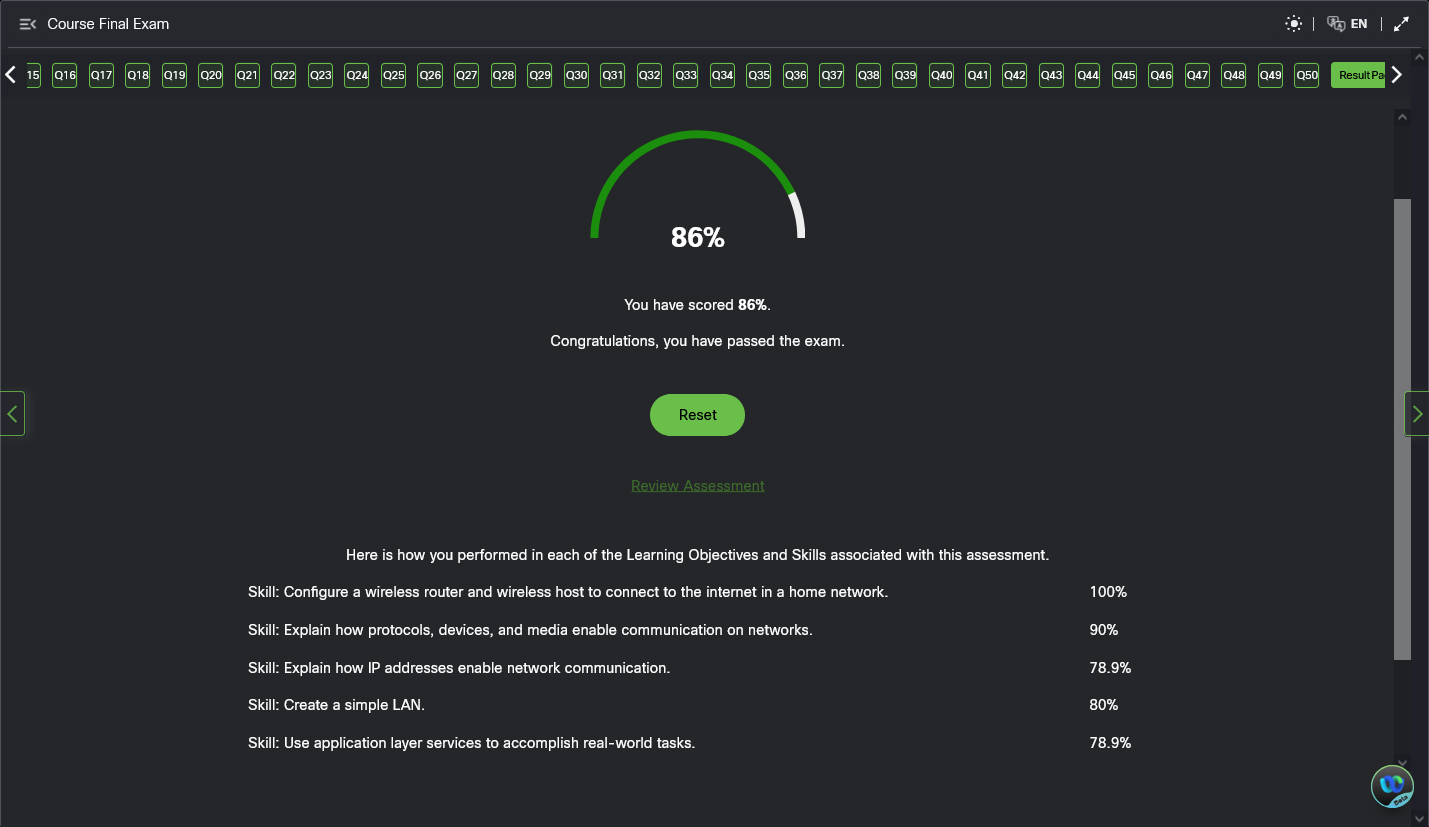 Course Final Exam
EN
15 Q16 Q17 Q18 Q19 Q20 Q21 Q22 Q23 Q24 Q25 Q26 Q27 Q28 Q29 Q30 Q31 Q32 Q33 Q34 Q35 Q36 Q37 Q38 Q39 Q40 Q41 Q42 Q43 Q44 Q45 Q46 Q47 Q48 Q49 Q50 Result Pa
86%
You have scored 86%.
Congratulations, you have passed the exam.
Reset
Review Assessment
Here is how you performed in each of the Learning Objectives and Skills associated with this assessment.
Skill: Configure a wireless router and wireless host to connect to the internet in a home network. 100%
Skill: Explain how protocols, devices, and media enable communication on networks. 90%
Skill: Explain how IP addresses enable network communication. 78.9%
Skill: Create a simple LAN. 80%
Skill: Use application layer services to accomplish real-world tasks. 78.9%
Beta